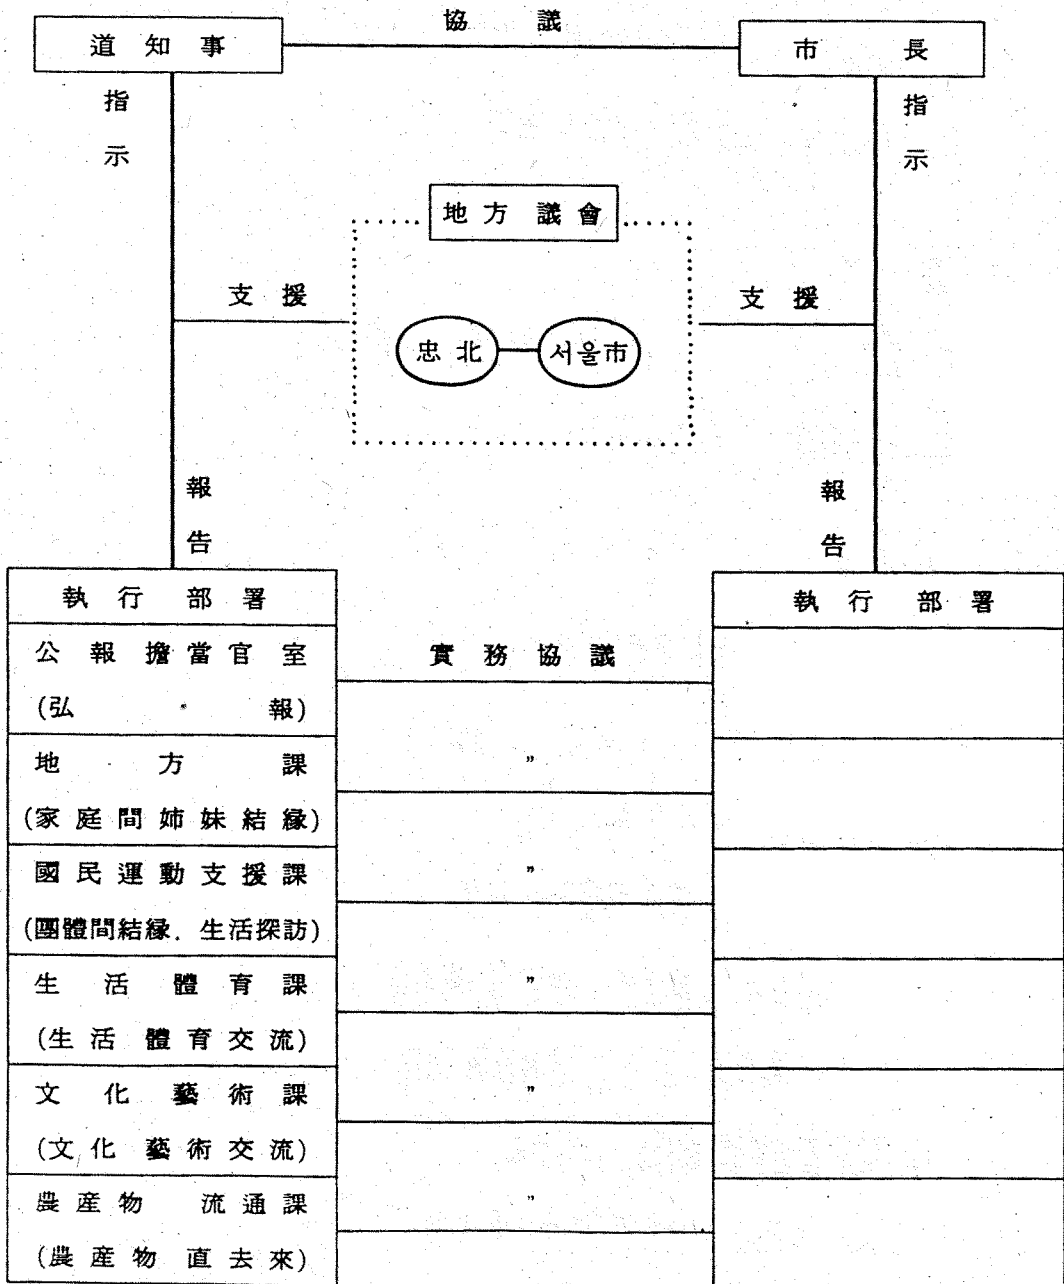 協議
道知事
市長
指示
指示
地方議會
支援
支援
忠北
서울市
報告
報告
執行部署
執行部署
公報擔當官室
實務協議
(弘報)
地方課
"
(家庭間姉妹結緣)
國民運動支援課
"
(團體間結緣. 生活探訪)
生活體育課
"
(生活體育交流)
文化藝術課
"
(文化藝術交流)
農産物 流通課
"
(農産物 直去來)